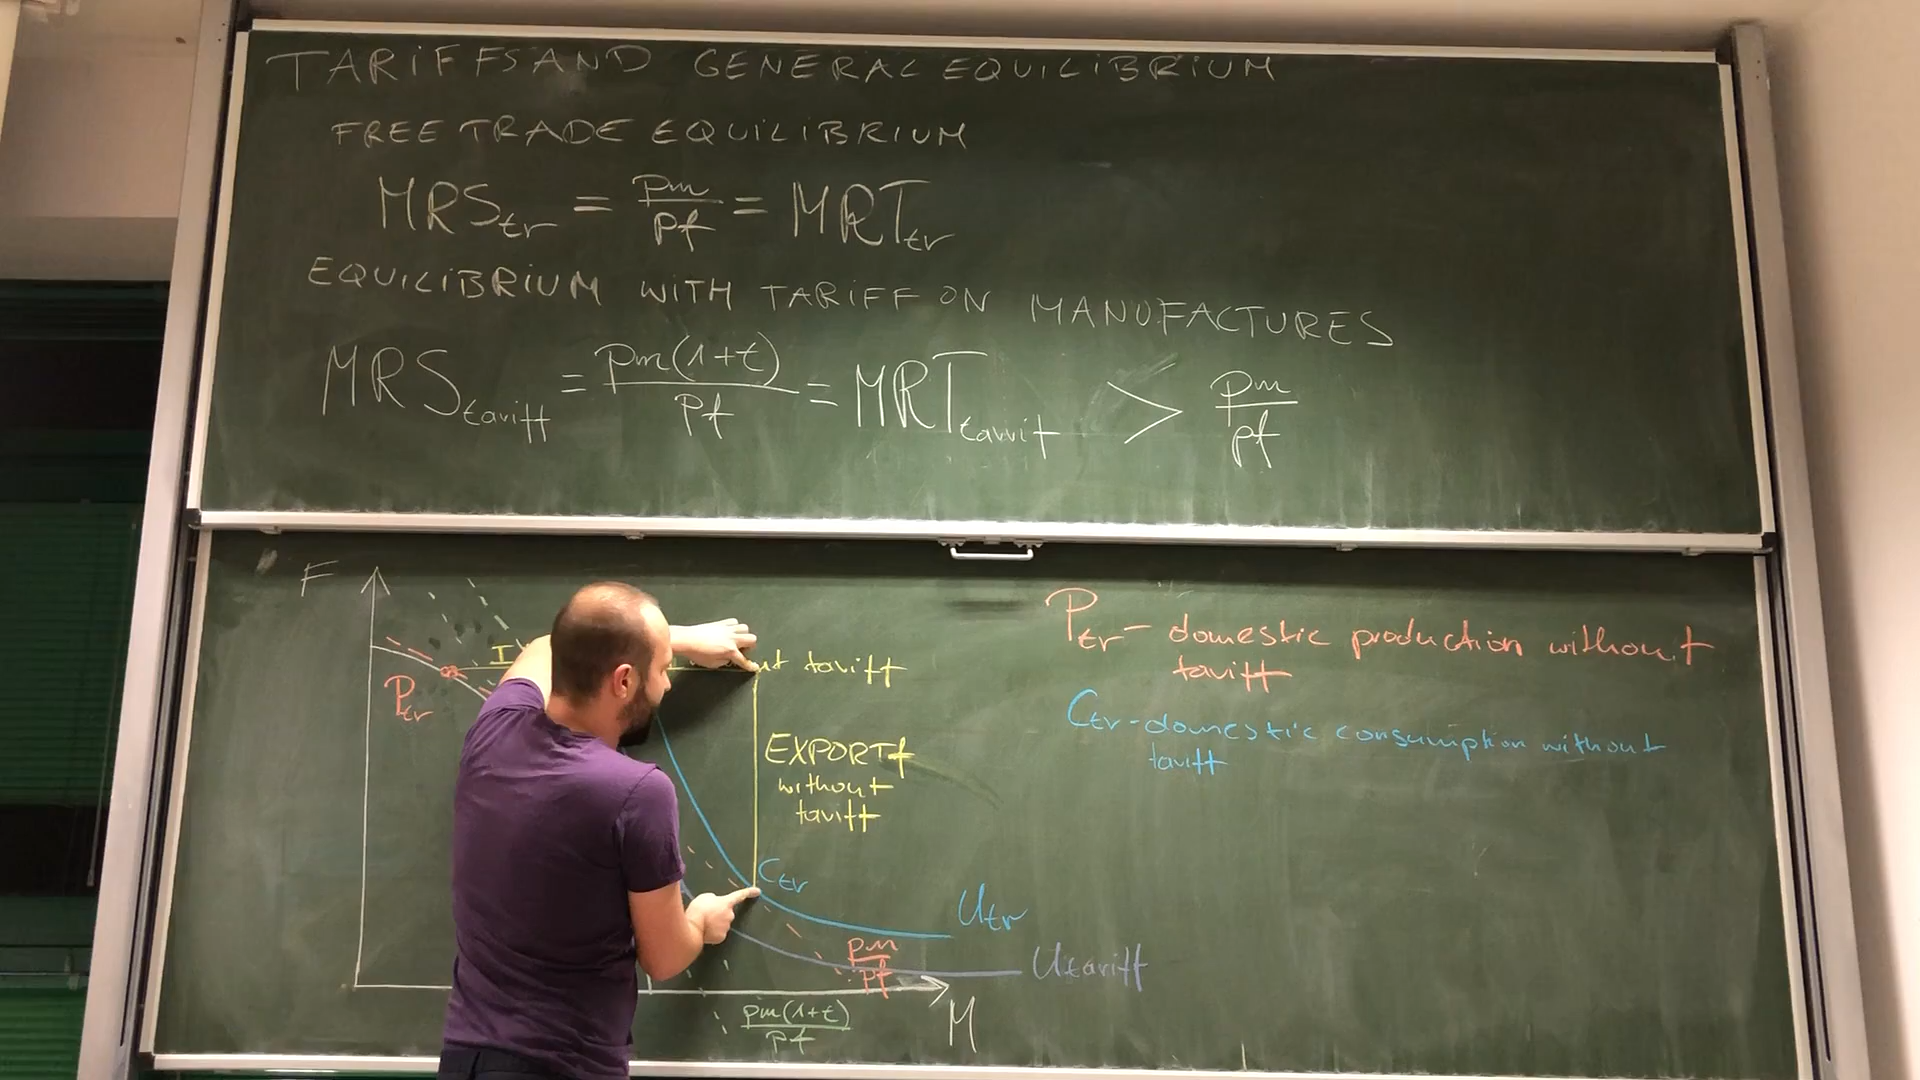 TARIFFS AND GENERAL EQUILIBRIUM
FREE TRADE EQUILIBRIUM
MRStr = pm/pf = MRTtr
EQUILIBRIUM WITH TARIFF ON MANUFACTURES
MRStariff = pm(1+t)/pf = MRTtariff > pm/pf
F
tariff
Ptr
EXPORTf
without
tariff
Ctr
Utr
pm/pf
Utariff
pm(1+t)/pf
M
Ptr - domestic production without
tariff
Ctr - domestic consumption without
tariff